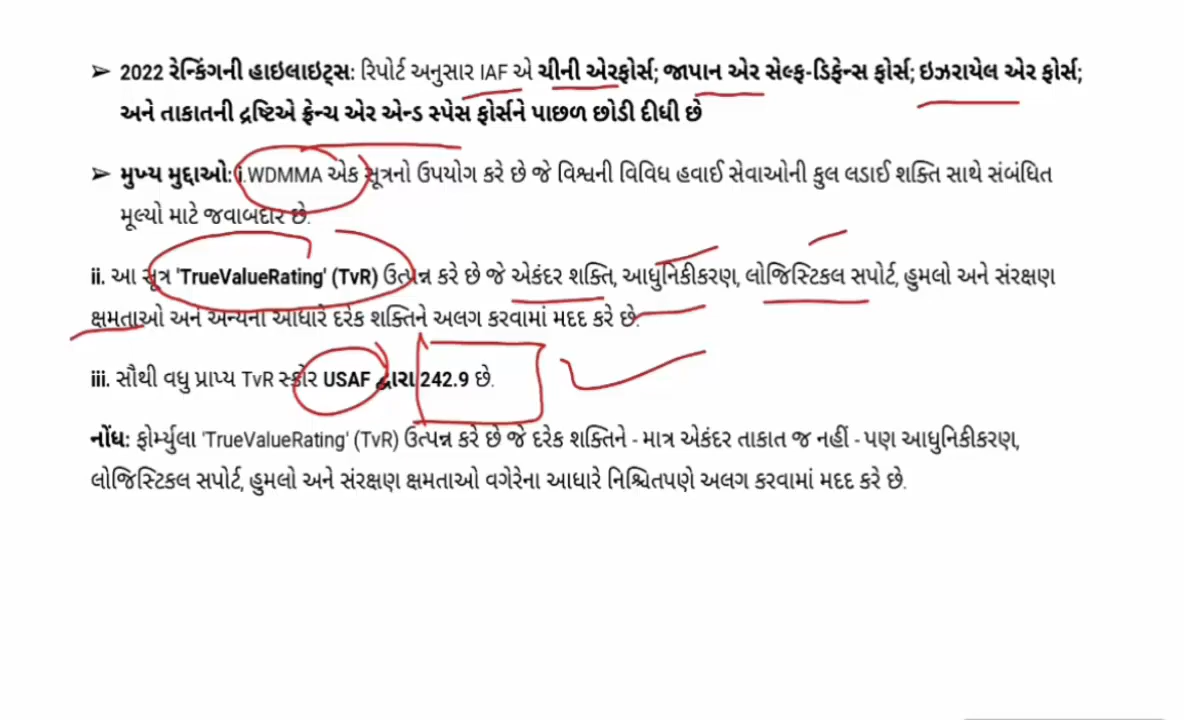 ➢ 2022 રેન્કિંગની હાઇલાઇટ્સ: રિપોર્ટ અનુસાર IAF એ ચીની એરફોર્સ; જાપાન એર સેલ્ફ-ડિફેન્સ ફોર્સ; ઇઝરાયેલ એર ફોર્સ;
અને તાકાતની દ્રષ્ટિએ ફ્રેન્ચ એર એન્ડ સ્પેસ ફોર્સને પાછળ છોડી દીધી છે
➢ મુખ્ય મુદ્દાઓ: i.WDMMA એક સૂત્રનો ઉપયોગ કરે છે જે વિશ્વની વિવિધ હવાઈ સેવાઓની કુલ લડાઈ શક્તિ સાથે સંબંધિત
મૂલ્યો માટે જવાબદાર છે.
ii. આ સૂત્ર 'TrueValueRating' (TvR) ઉત્પન્ન કરે છે જે એકંદર શક્તિ, આધુનિકીકરણ, લોજિસ્ટિકલ સપોર્ટ, હુમલો અને સંરક્ષણ
ક્ષમતાઓ અને અન્યના આધારે દરેક શક્તિને અલગ કરવામાં મદદ કરે છે.
iii. સૌથી વધુ પ્રાપ્ય TvR સ્કોર USAF દ્વારા 242.9 છે.
નોંધ: ફોર્મ્યુલા 'TrueValueRating' (TvR) ઉત્પન્ન કરે છે જે દરેક શક્તિને - માત્ર એકંદર તાકાત જ નહીં - પણ આધુનિકીકરણ,
લોજિસ્ટિકલ સપોર્ટ, હુમલો અને સંરક્ષણ ક્ષમતાઓ વગેરેના આધારે નિશ્ચિતપણે અલગ કરવામાં મદદ કરે છે.